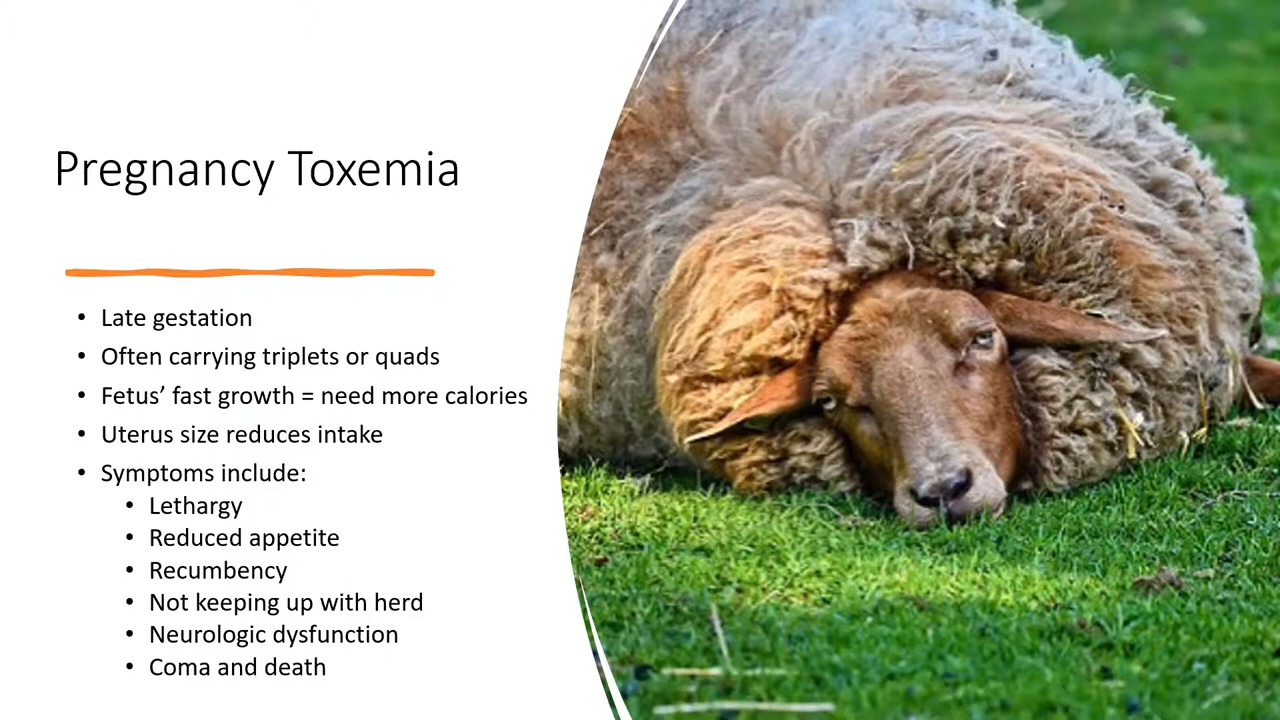 Pregnancy Toxemia
• Late gestation
• Often carrying triplets or quads
• Fetus’ fast growth = need more calories
• Uterus size reduces intake
• Symptoms include:
• Lethargy
• Reduced appetite
• Recumbency
• Not keeping up with herd
• Neurologic dysfunction
• Coma and death